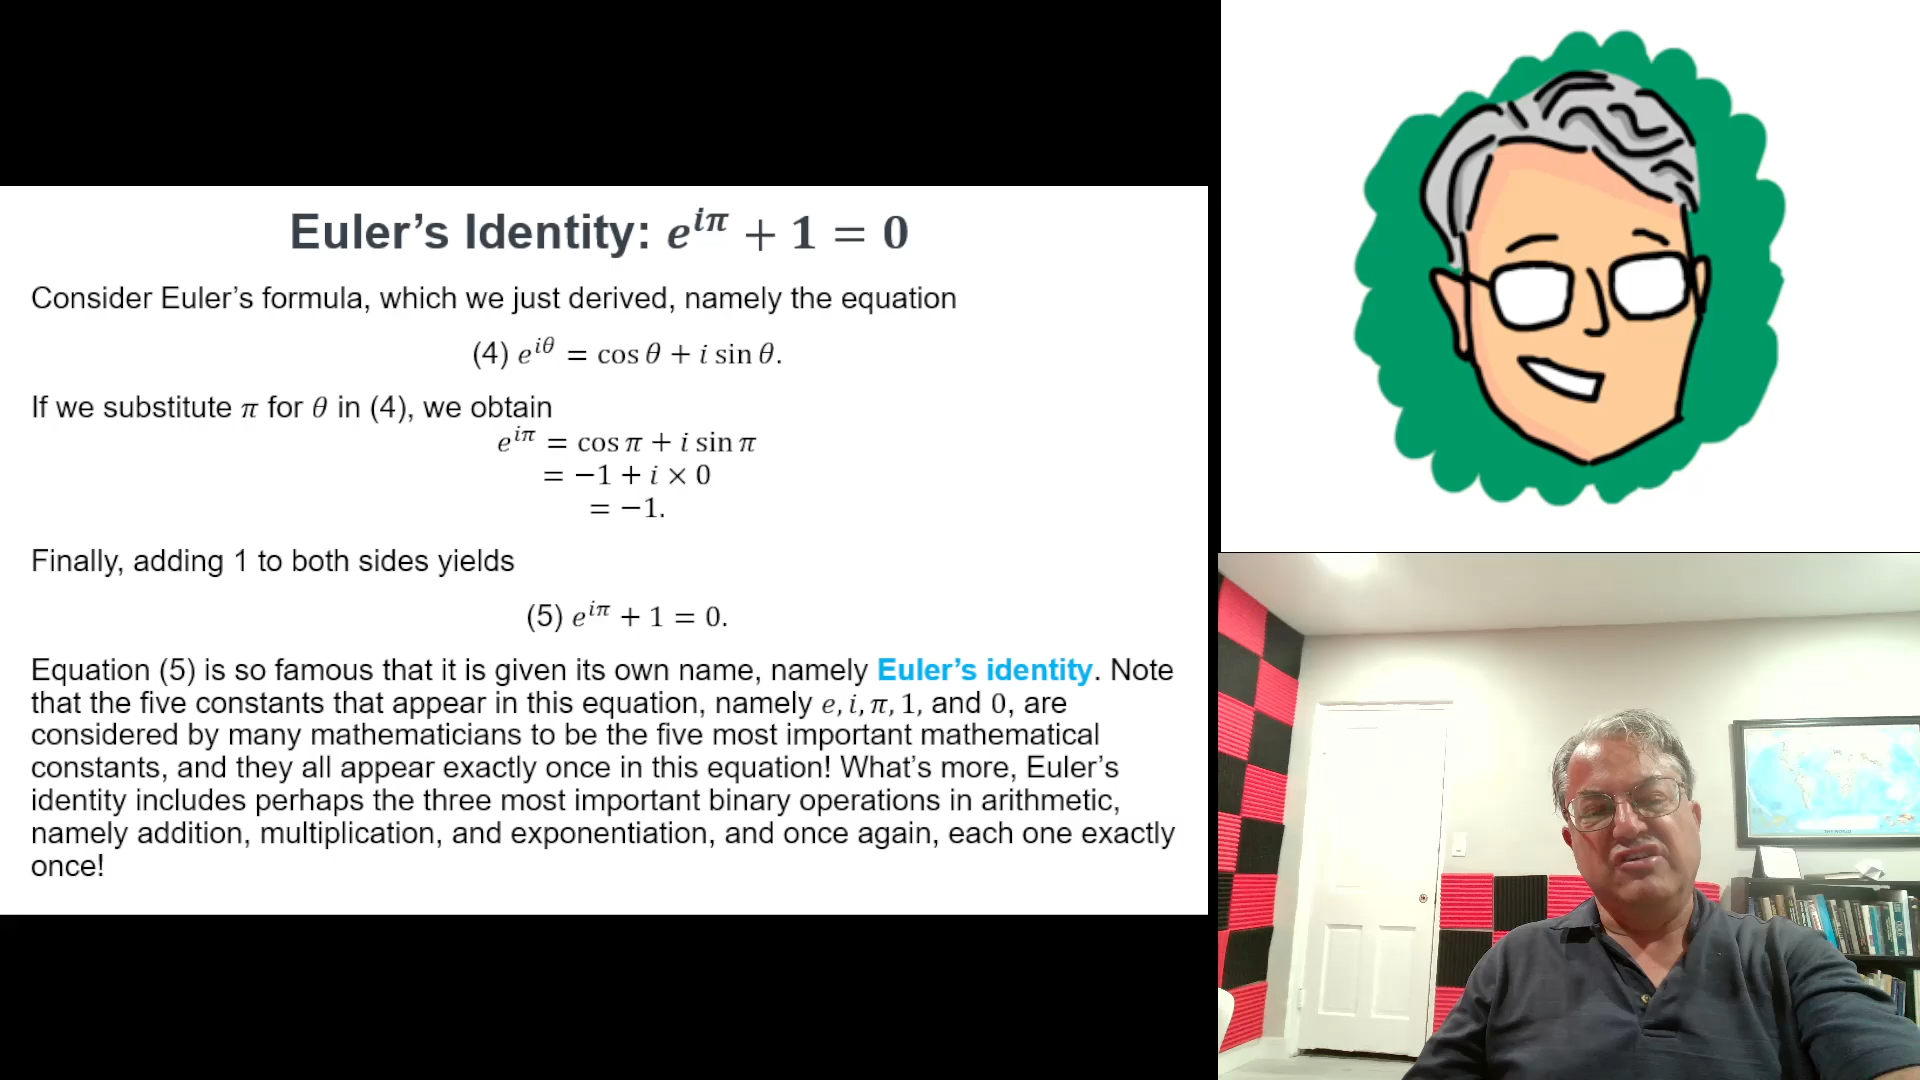 Euler’s Identity: 𝒆^{𝒊𝝅} + 𝟏 = 𝟎
Consider Euler’s formula, which we just derived, namely the equation
(4) e^{iθ} = cos θ + i sin θ.
If we substitute π for θ in (4), we obtain
e^{iπ} = cos π + i sin π
= −1 + i × 0
= −1.
Finally, adding 1 to both sides yields
(5) e^{iπ} + 1 = 0.
Equation (5) is so famous that it is given its own name, namely Euler’s identity. Note
that the five constants that appear in this equation, namely e, i, π, 1, and 0, are
considered by many mathematicians to be the five most important mathematical
constants, and they all appear exactly once in this equation! What’s more, Euler’s
identity includes perhaps the three most important binary operations in arithmetic,
namely addition, multiplication, and exponentiation, and once again, each one exactly
once!
THE WORLD